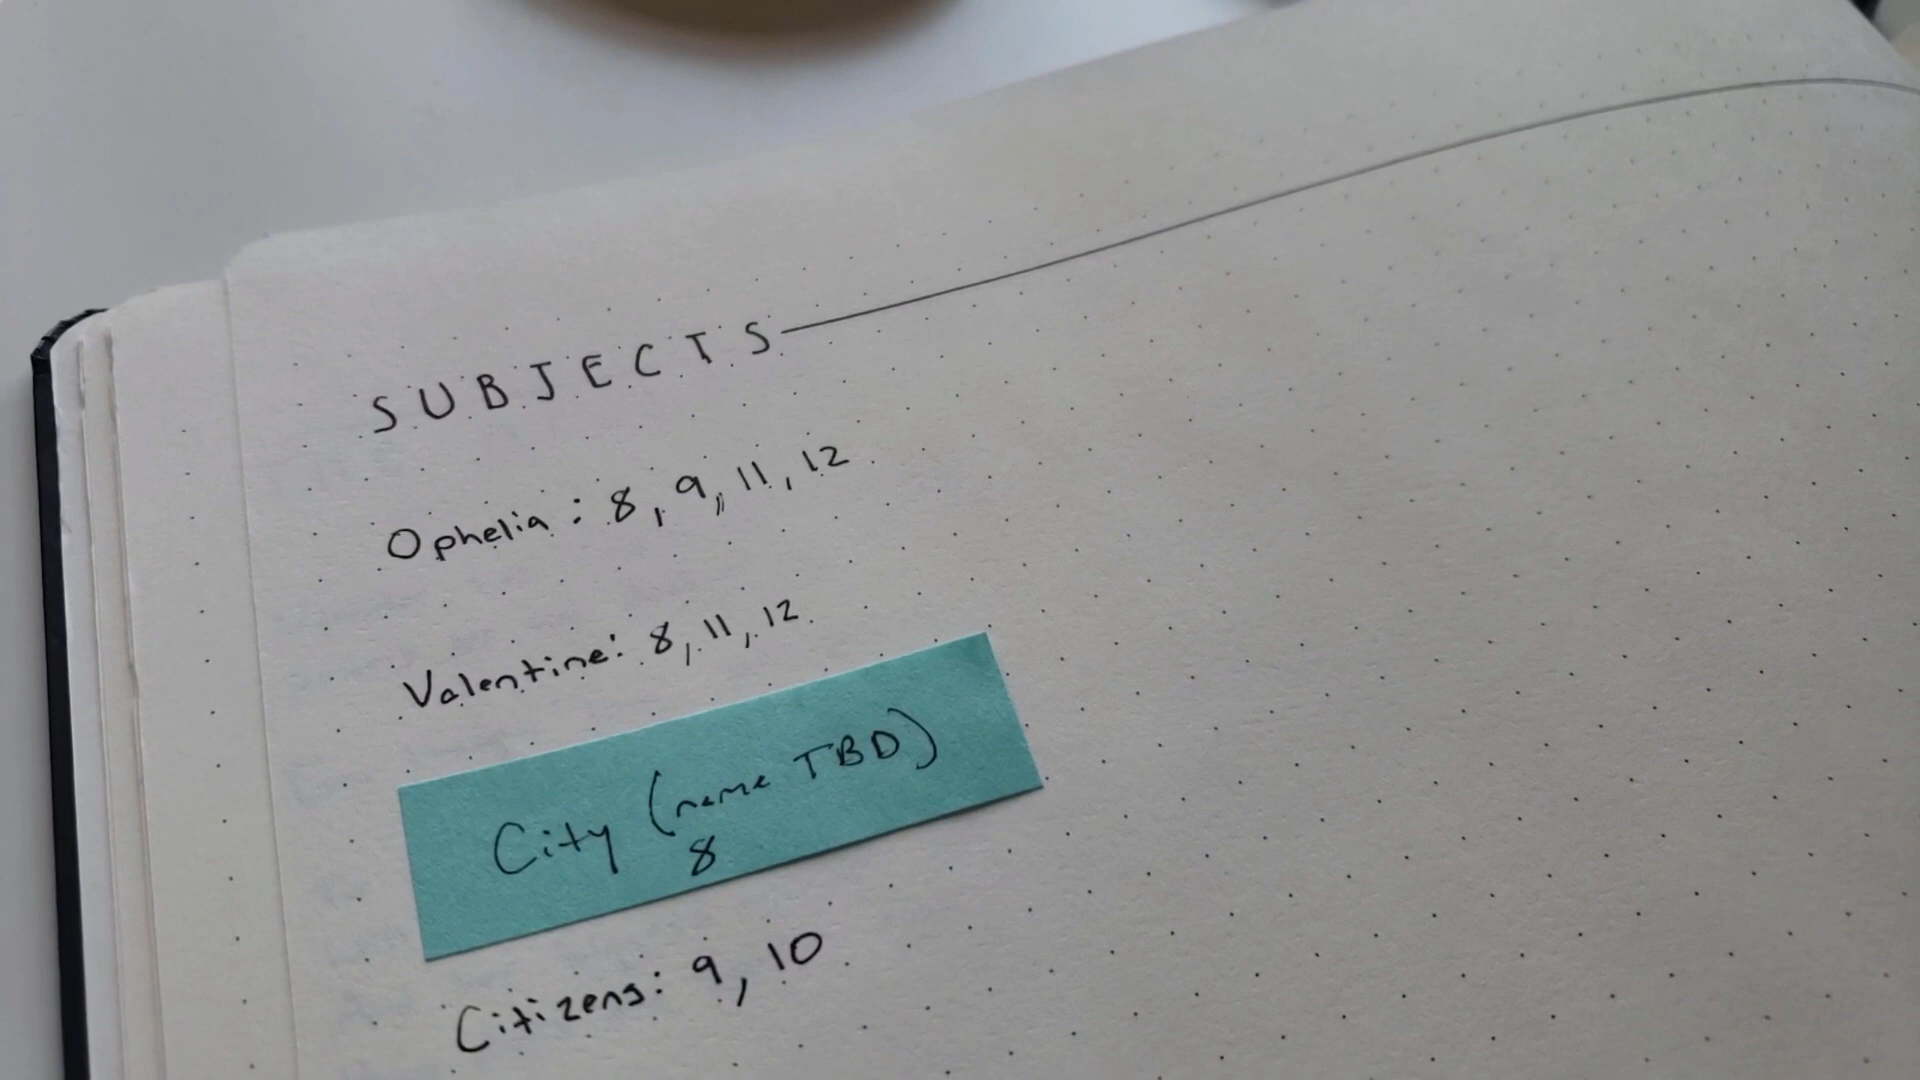 SUBJECTS
Ophelia: 8, 9, 11, 12
Valentine: 8, 11, 12
City (name TBD)
8
Citizens: 9, 10